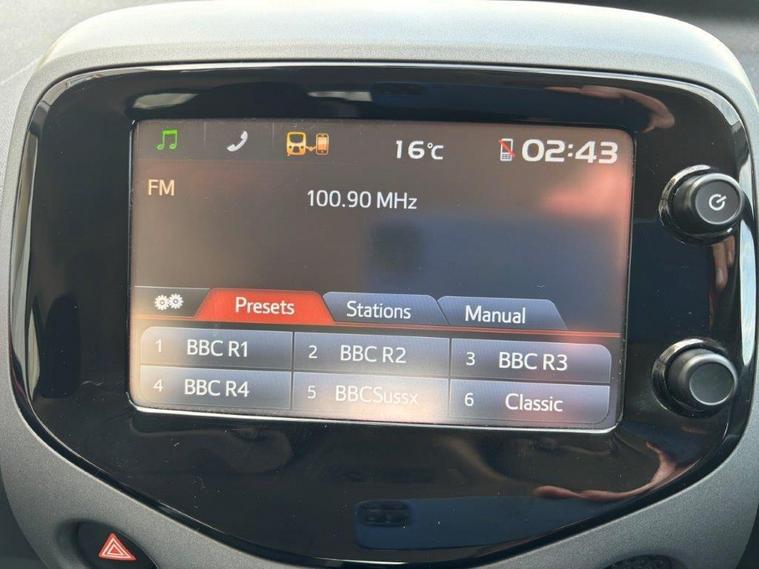 16°C 02:43
FM
100.90 MHz
Presets Stations Manual
1 BBC R1 2 BBC R2 3 BBC R3
4 BBC R4 5 BBCSussx 6 Classic